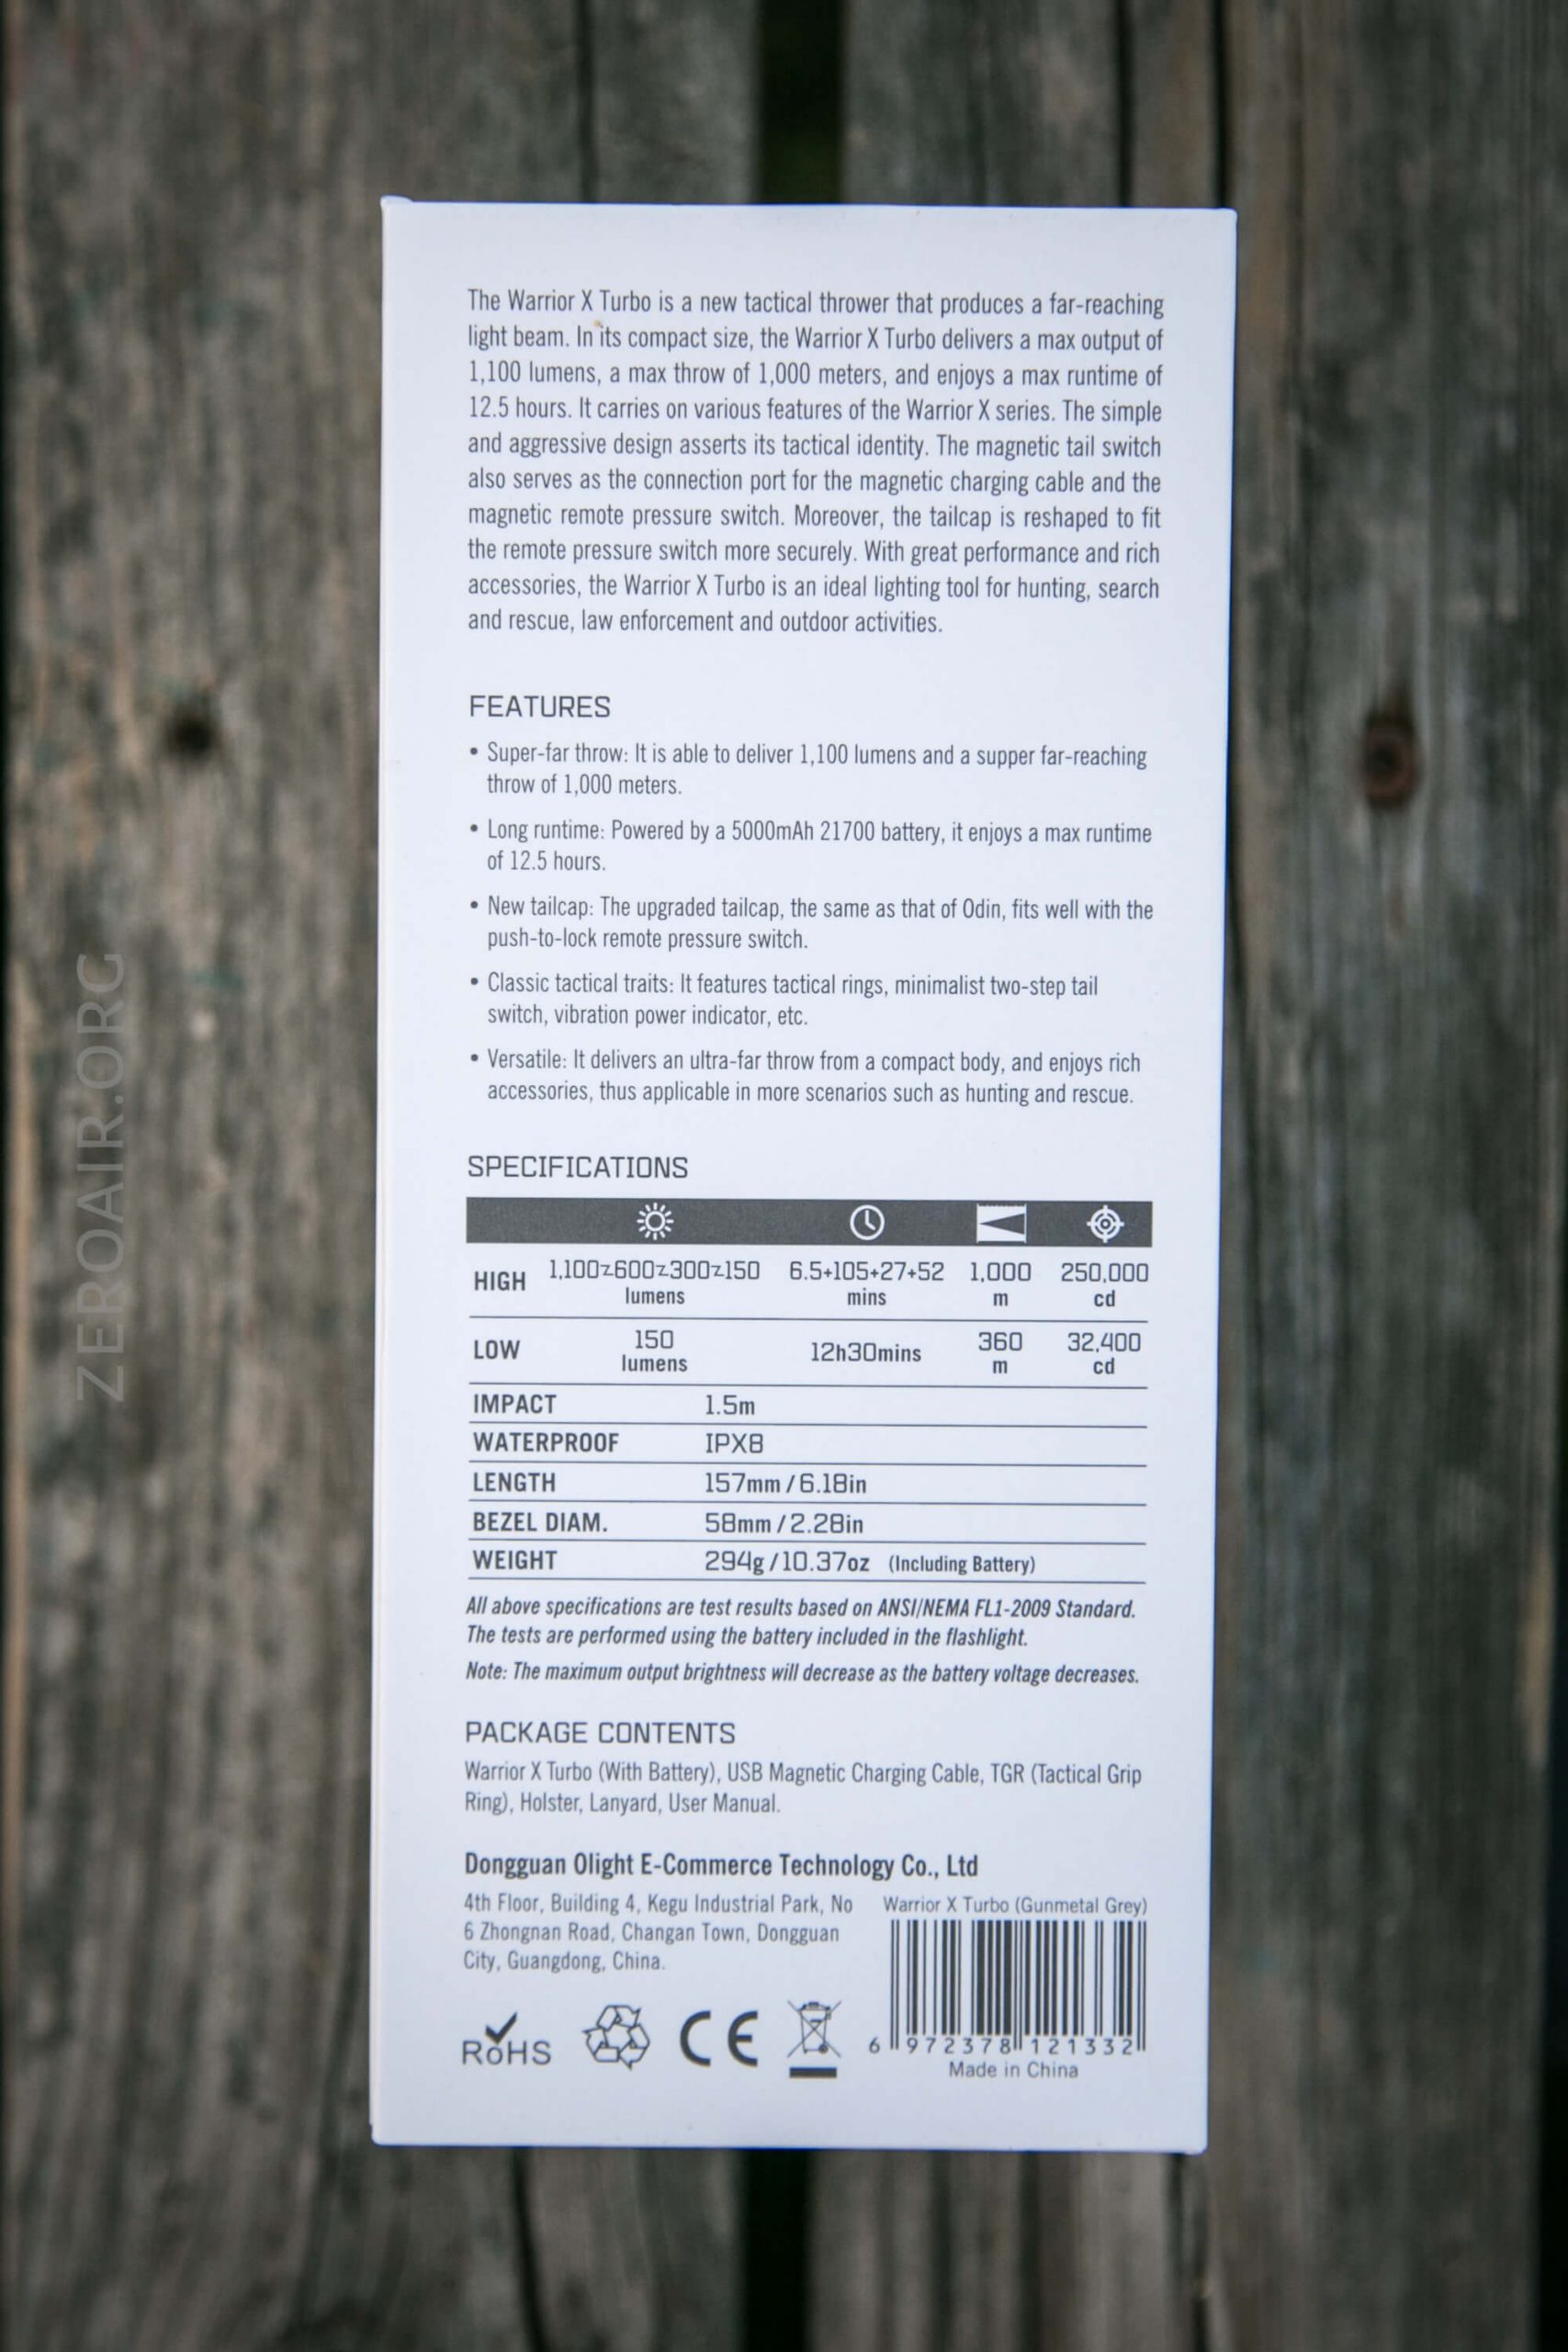 The Warrior X Turbo is a new tactical thrower that produces a far-reaching
light beam. In its compact size, the Warrior X Turbo delivers a max output of
1,100 lumens, a max throw of 1,000 meters, and enjoys a max runtime of
12.5 hours. It carries on various features of the Warrior X series. The simple
and aggressive design asserts its tactical identity. The magnetic tail switch
also serves as the connection port for the magnetic charging cable and the
magnetic remote pressure switch. Moreover, the tailcap is reshaped to fit
the remote pressure switch more securely. With great performance and rich
accessories, the Warrior X Turbo is an ideal lighting tool for hunting, search
and rescue, law enforcement and outdoor activities.
FEATURES
• Super-far throw: It is able to deliver 1,100 lumens and a supper far-reaching
throw of 1,000 meters.
• Long runtime: Powered by a 5000mAh 21700 battery, it enjoys a max runtime
of 12.5 hours.
• New tailcap: The upgraded tailcap, the same as that of Odin, fits well with the
push-to-lock remote pressure switch.
• Classic tactical traits: It features tactical rings, minimalist two-step tail
switch, vibration power indicator, etc.
• Versatile: It delivers an ultra-far throw from a compact body, and enjoys rich
accessories, thus applicable in more scenarios such as hunting and rescue.
SPECIFICATIONS
HIGH 1,100~600~300~150 lumens 6.5+105+27+52 mins 1,000 m 250,000 cd
LOW 150 lumens 12h30mins 360 m 32,400 cd
IMPACT 1.5m
WATERPROOF IPX8
LENGTH 157mm / 6.18in
BEZEL DIAM. 58mm / 2.28in
WEIGHT 294g / 10.37oz (Including Battery)
All above specifications are test results based on ANSI/NEMA FL1-2009 Standard.
The tests are performed using the battery included in the flashlight.
Note: The maximum output brightness will decrease as the battery voltage decreases.
PACKAGE CONTENTS
Warrior X Turbo (With Battery), USB Magnetic Charging Cable, TGR (Tactical Grip
Ring), Holster, Lanyard, User Manual.
Dongguan Olight E-Commerce Technology Co., Ltd
4th Floor, Building 4, Kegu Industrial Park, No
6 Zhongnan Road, Changan Town, Dongguan
City, Guangdong, China.
Warrior X Turbo (Gunmetal Grey)
6 972378 121332
Made in China
RoHS
CE
ZEROAIR.ORG